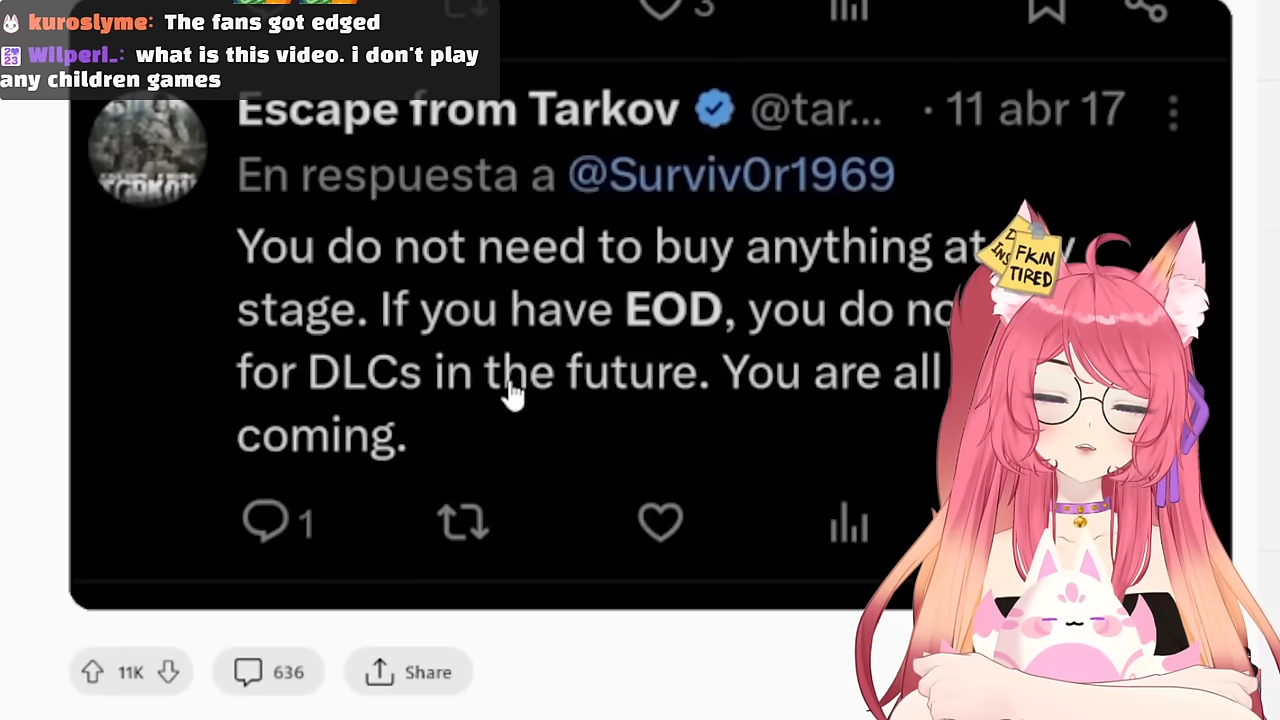 kuroslyme: The fans got edged
Wilperl_: what is this video. i don't play
any children games
3
Escape from Tarkov @tar... · 11 abr 17
En respuesta a @Surviv0r1969
You do not need to buy anything at
stage. If you have EOD, you do
for DLCs in the future. You are all
coming.
1
FKIN
TIRED
11K 636 Share